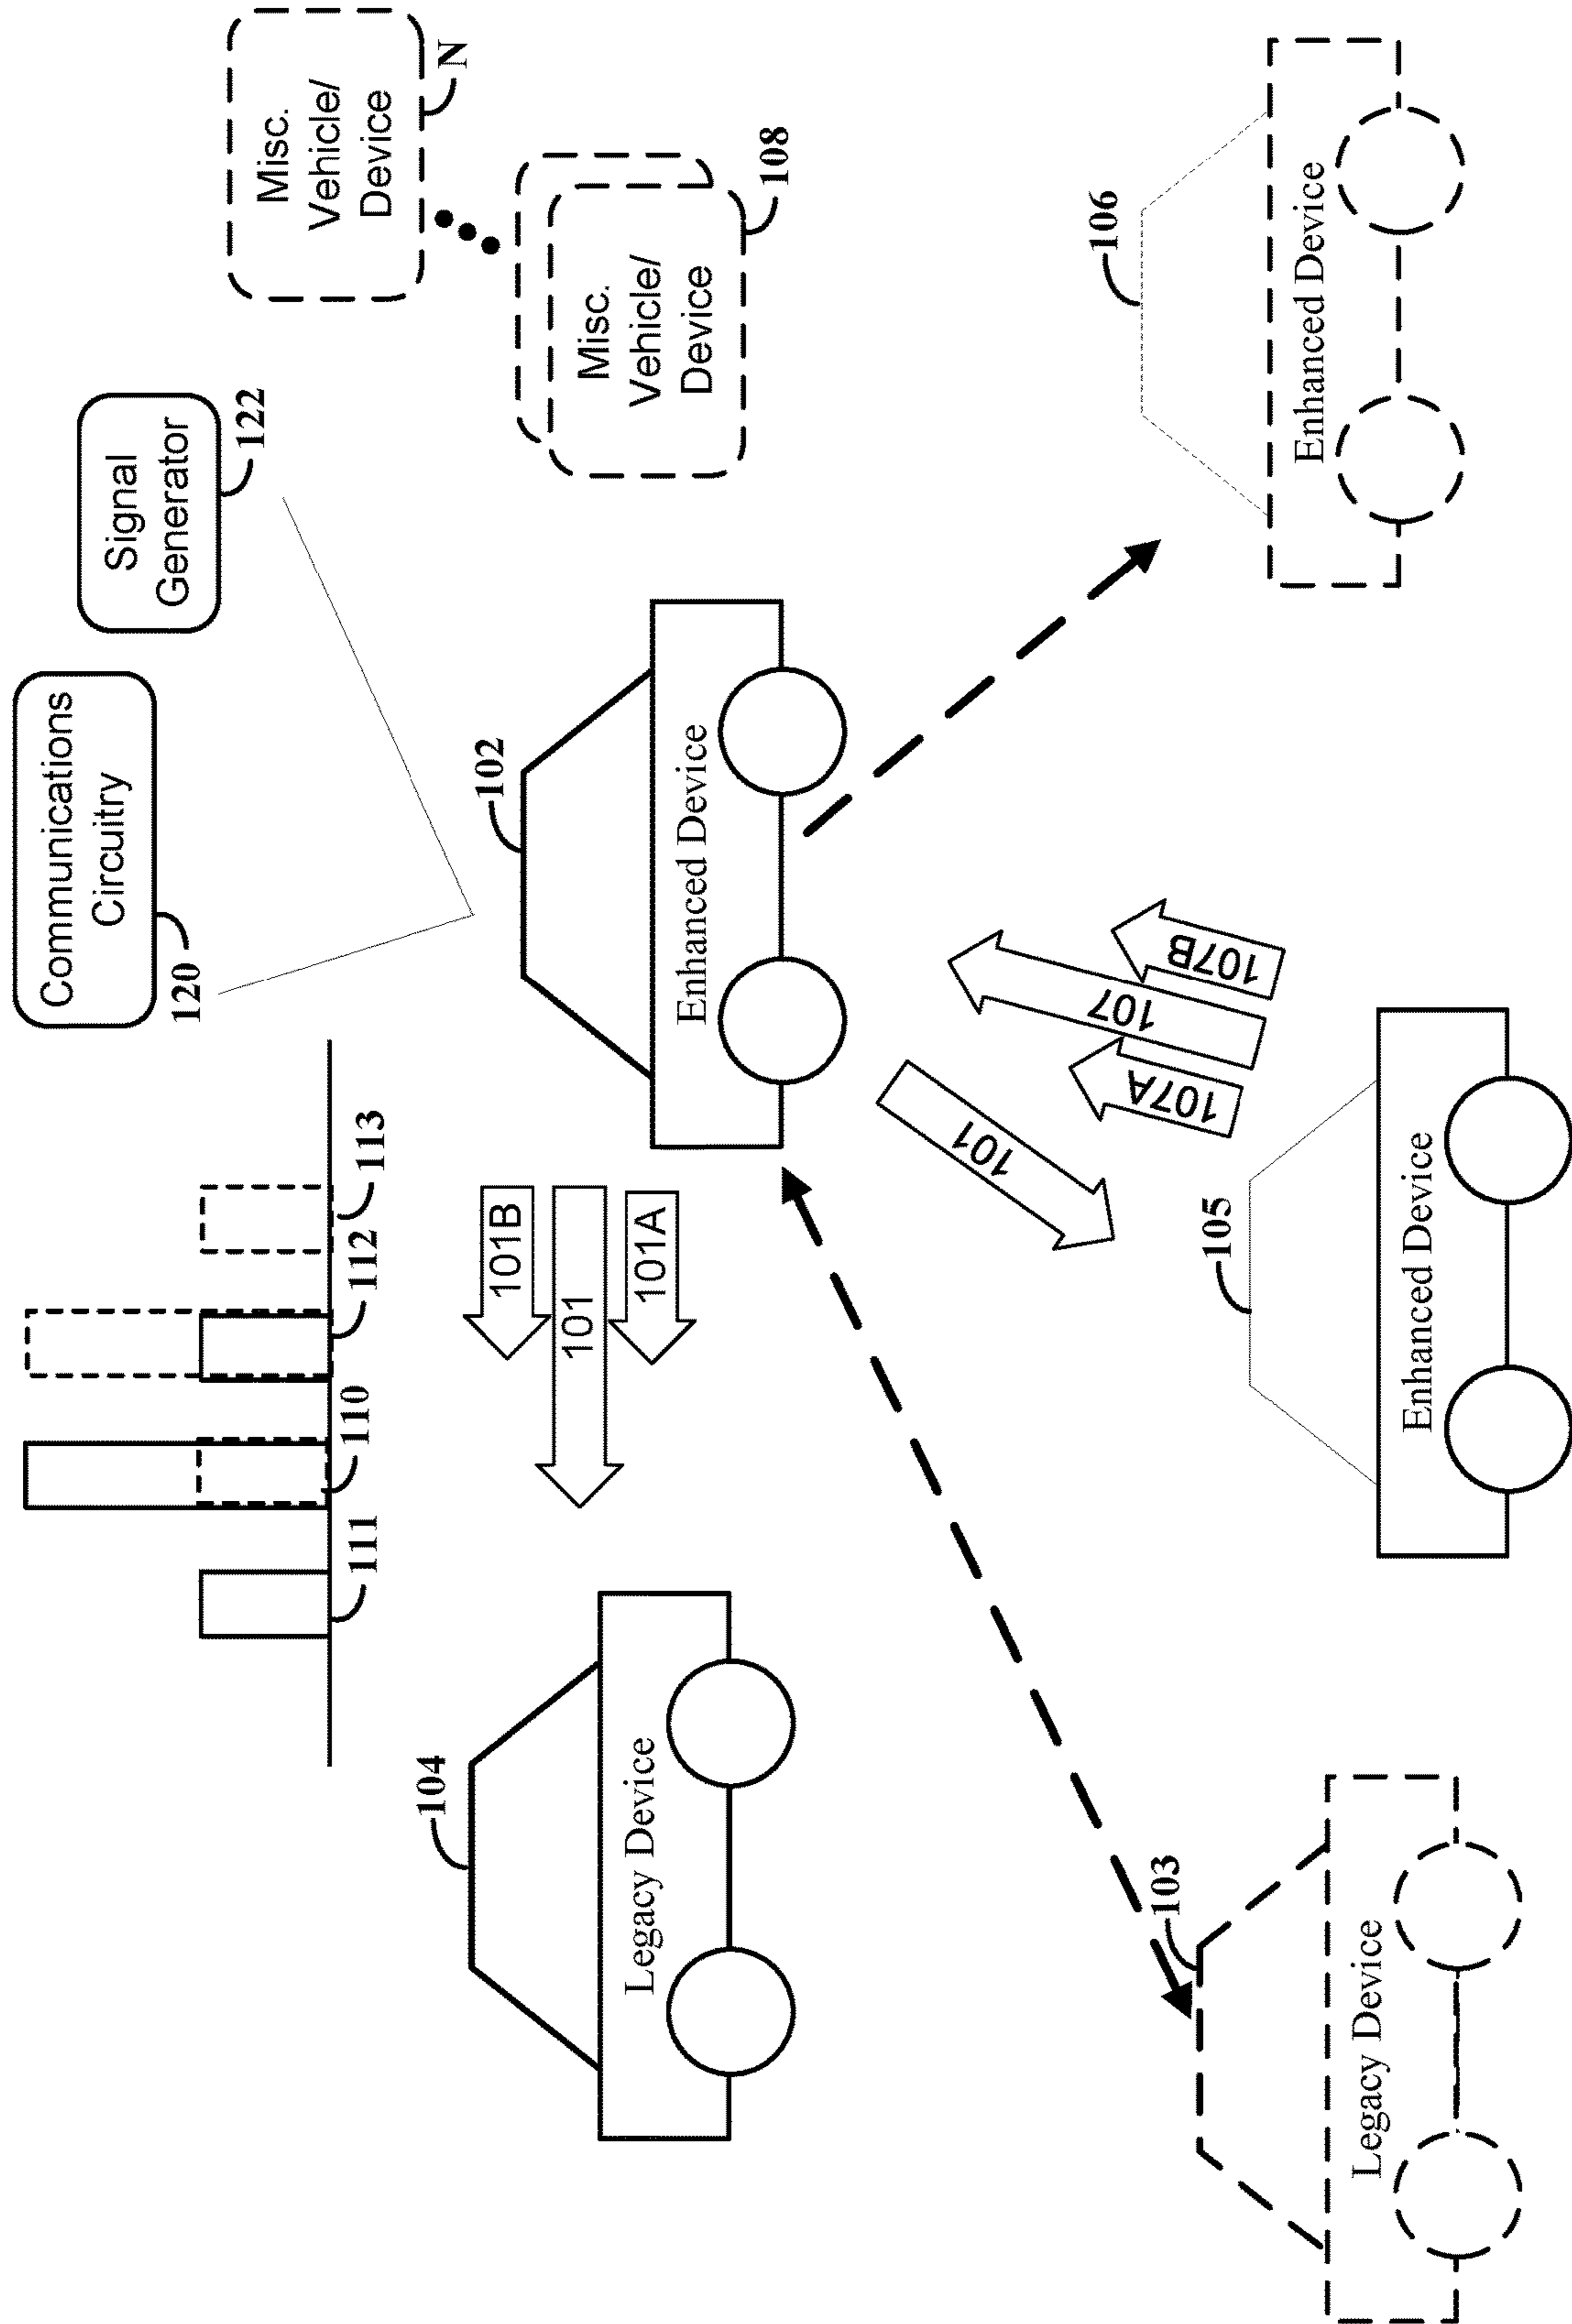 Communications
Circuitry
120
Signal
Generator
122
Misc.
Vehicle/
Device
N
Misc.
Vehicle/
Device
108
111
110
112
113
104
Legacy Device
101B
101
101A
102
Enhanced Device
101
107A
107
107B
103
Legacy Device
105
Enhanced Device
106
Enhanced Device